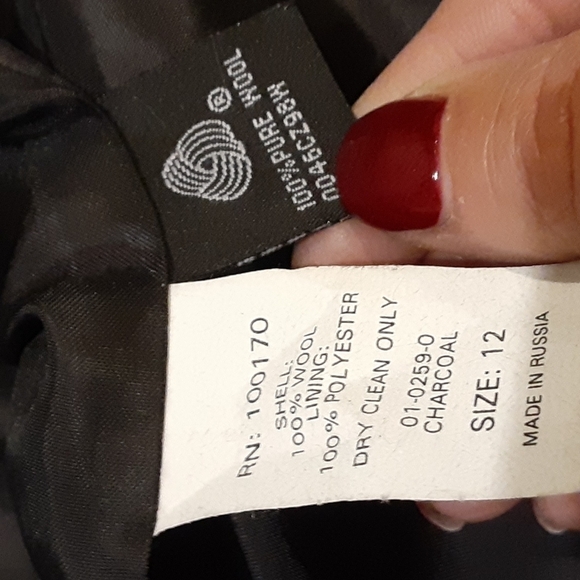 100%PURE WOOL
0046CZ98W
®
RN: 100170
SHELL:
100% WOOL
LINING:
100% POLYESTER
DRY CLEAN ONLY
01-0259-0
CHARCOAL
SIZE: 12
MADE IN RUSSIA